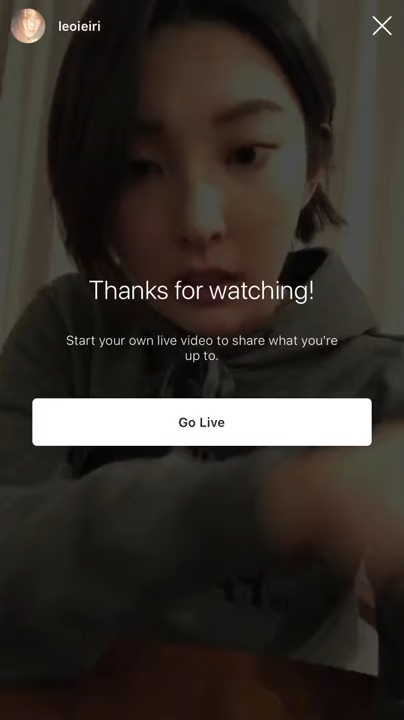 leoieiri
Thanks for watching!
Start your own live video to share what you're
up to.
Go Live